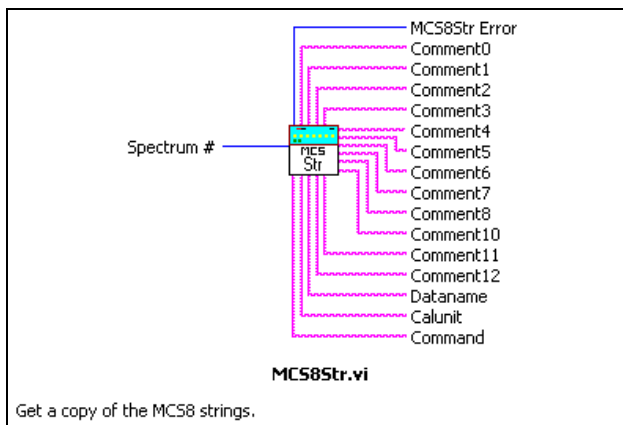 MCS8Str Error
Comment0
Comment1
Comment2
Comment3
Comment4
Spectrum #
MCS
Str
Comment5
Comment6
Comment7
Comment8
Comment10
Comment11
Comment12
Dataname
Calunit
Command
MCS8Str.vi
Get a copy of the MCS8 strings.